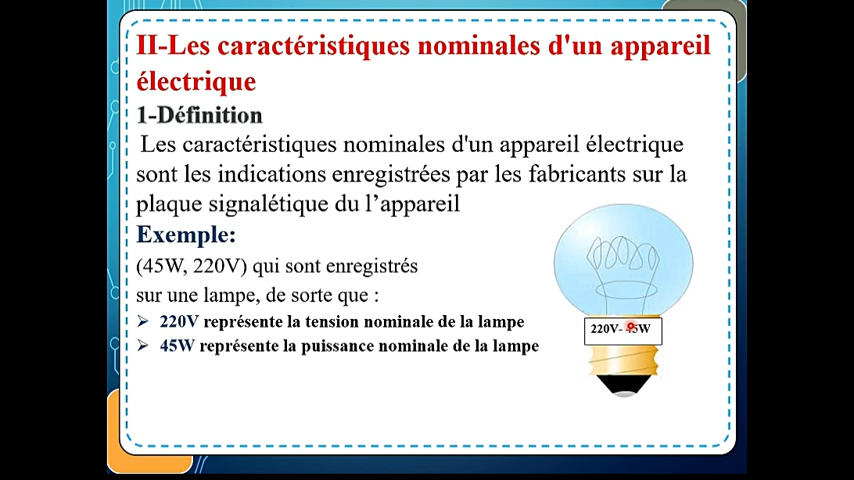 II-Les caractéristiques nominales d'un appareil
électrique
1-Définition
Les caractéristiques nominales d'un appareil électrique
sont les indications enregistrées par les fabricants sur la
plaque signalétique du l’appareil
Exemple:
(45W, 220V) qui sont enregistrés
sur une lampe, de sorte que :
➢ 220V représente la tension nominale de la lampe
➢ 45W représente la puissance nominale de la lampe
220V- 45W